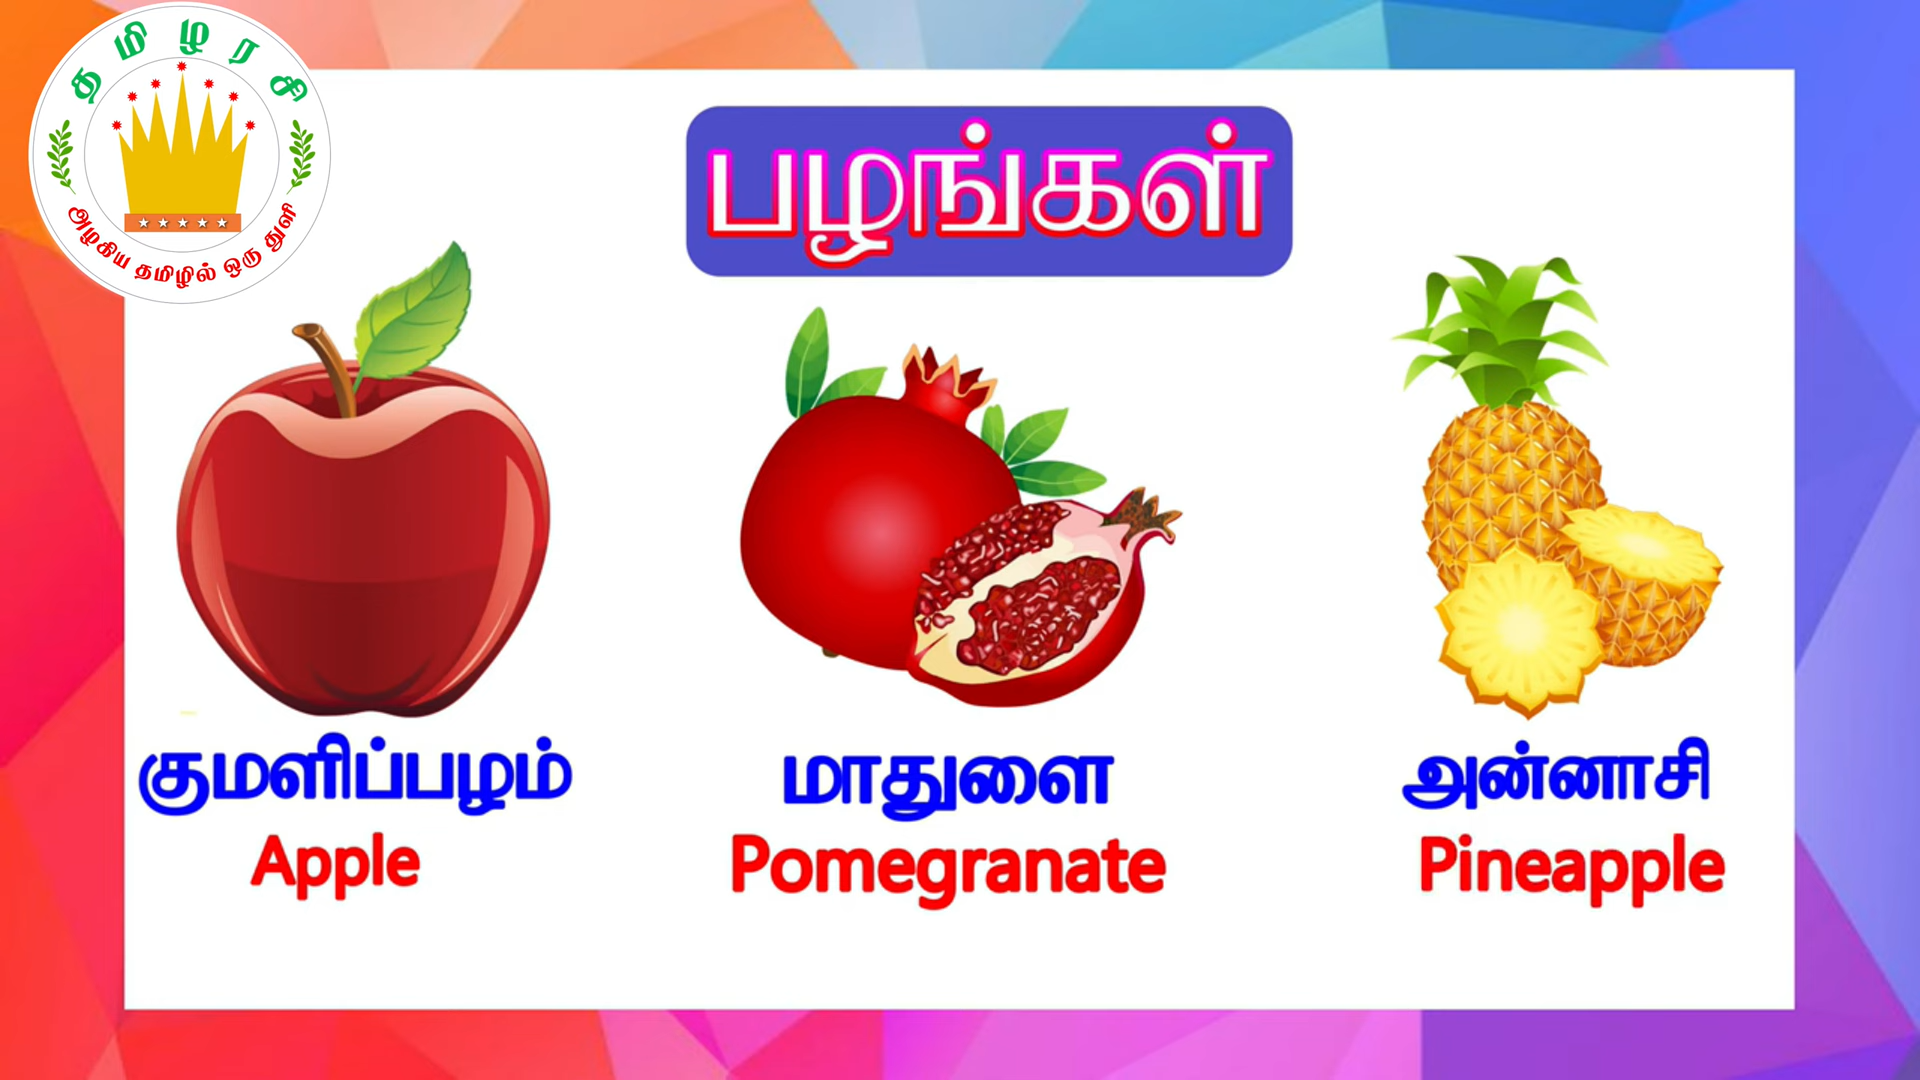 தமிழரசி
அழகிய தமிழில் ஒரு துளி
பழங்கள்
குமளிப்பழம்
Apple
மாதுளை
Pomegranate
அன்னாசி
Pineapple